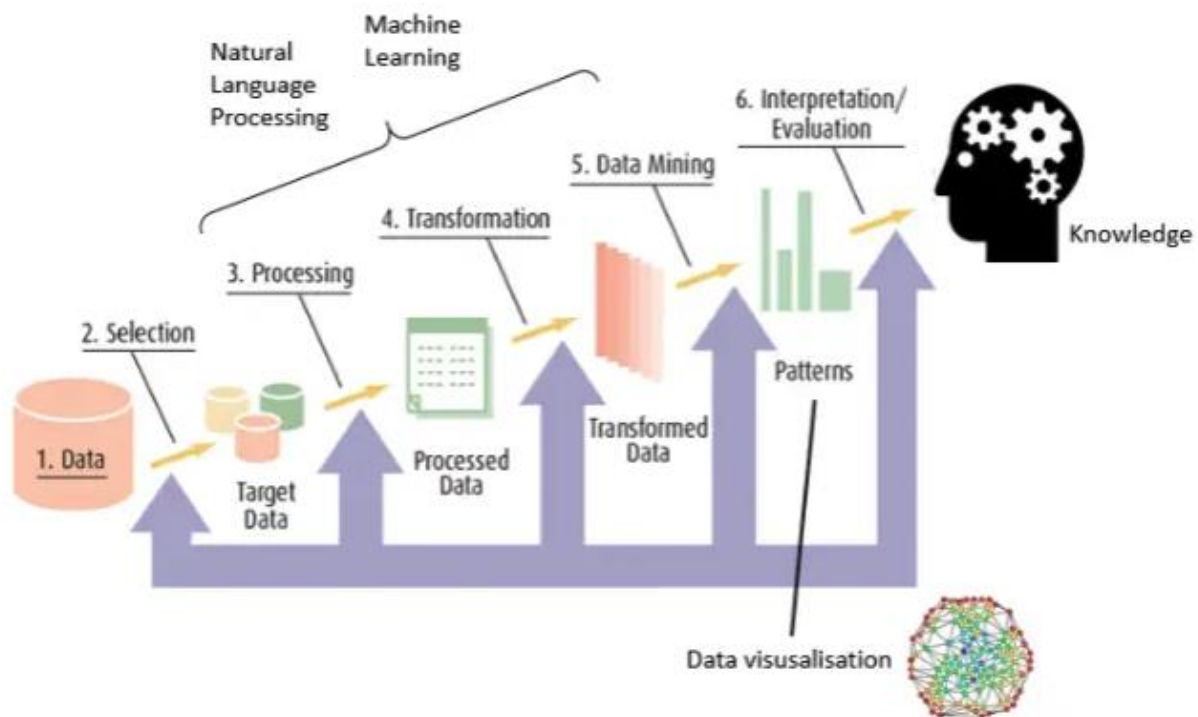 Natural
Language
Processing
Machine
Learning
6. Interpretation/
Evaluation
5. Data Mining
4. Transformation
3. Processing
2. Selection
1. Data
Target
Data
Processed
Data
Transformed
Data
Patterns
Knowledge
Data visusalisation